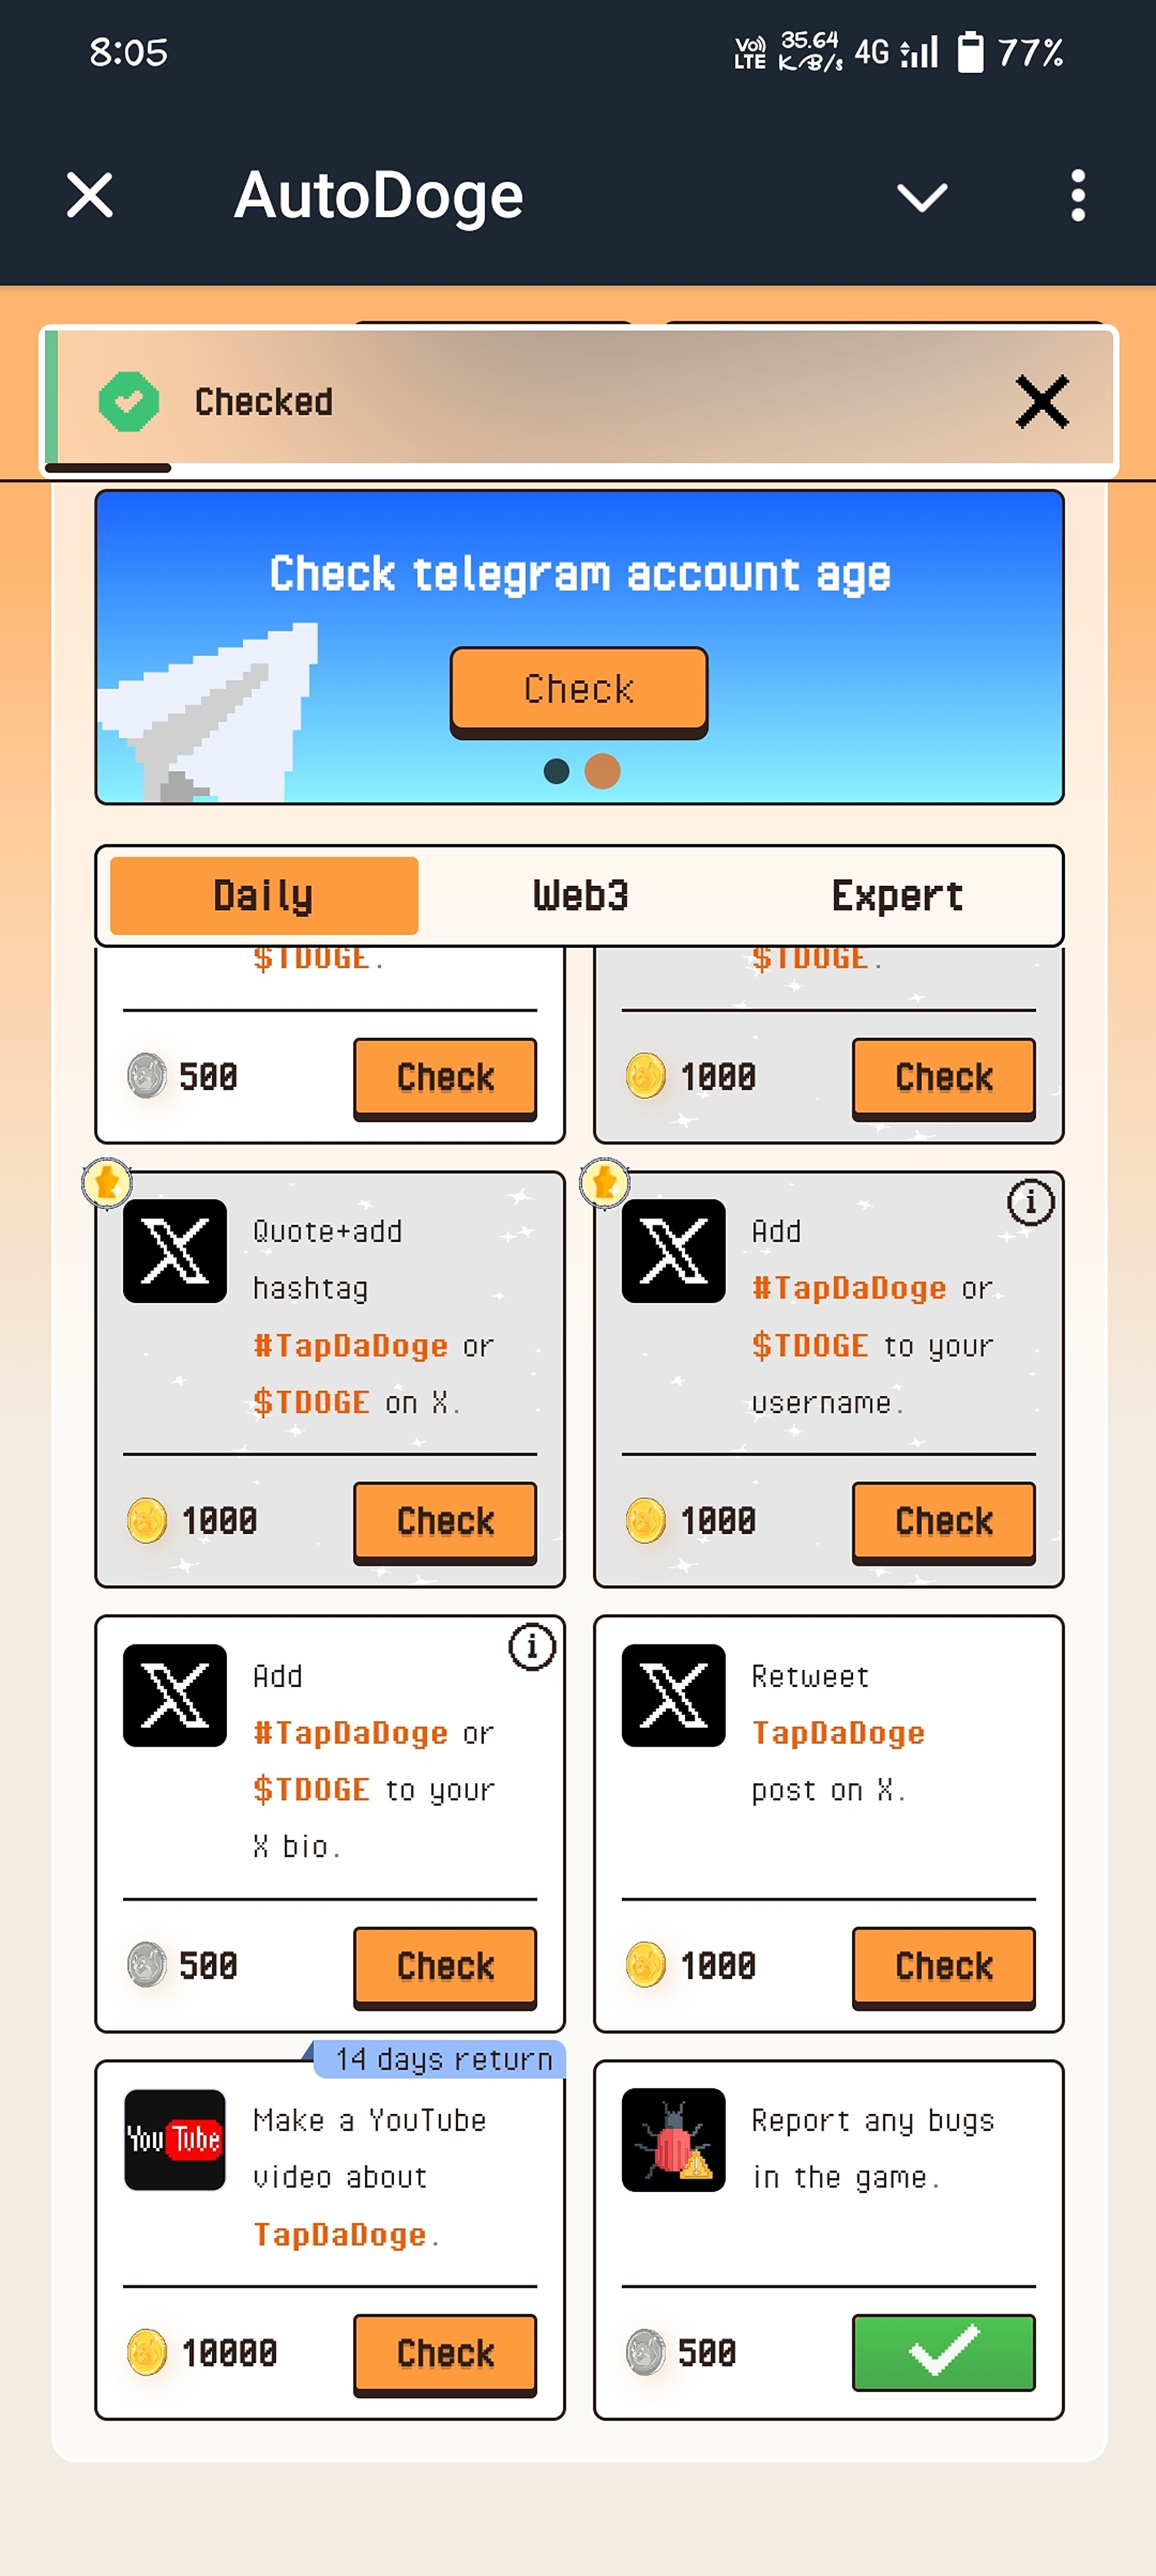 8:05
Vo)) LTE 35.64 K/B/s 4G 77%
AutoDoge
Checked
Check telegram account age
Check
Daily Web3 Expert
$TDOGE. $TDOGE.
500 Check
1000 Check
Quote+add
hashtag
#TapDaDoge or
$TDOGE on X.
1000 Check
Add
#TapDaDoge or
$TDOGE to your
username.
1000 Check
Add
#TapDaDoge or
$TDOGE to your
X bio.
500 Check
Retweet
TapDaDoge
post on X.
1000 Check
14 days return
YouTube
Make a YouTube
video about
TapDaDoge.
10000 Check
Report any bugs
in the game.
500